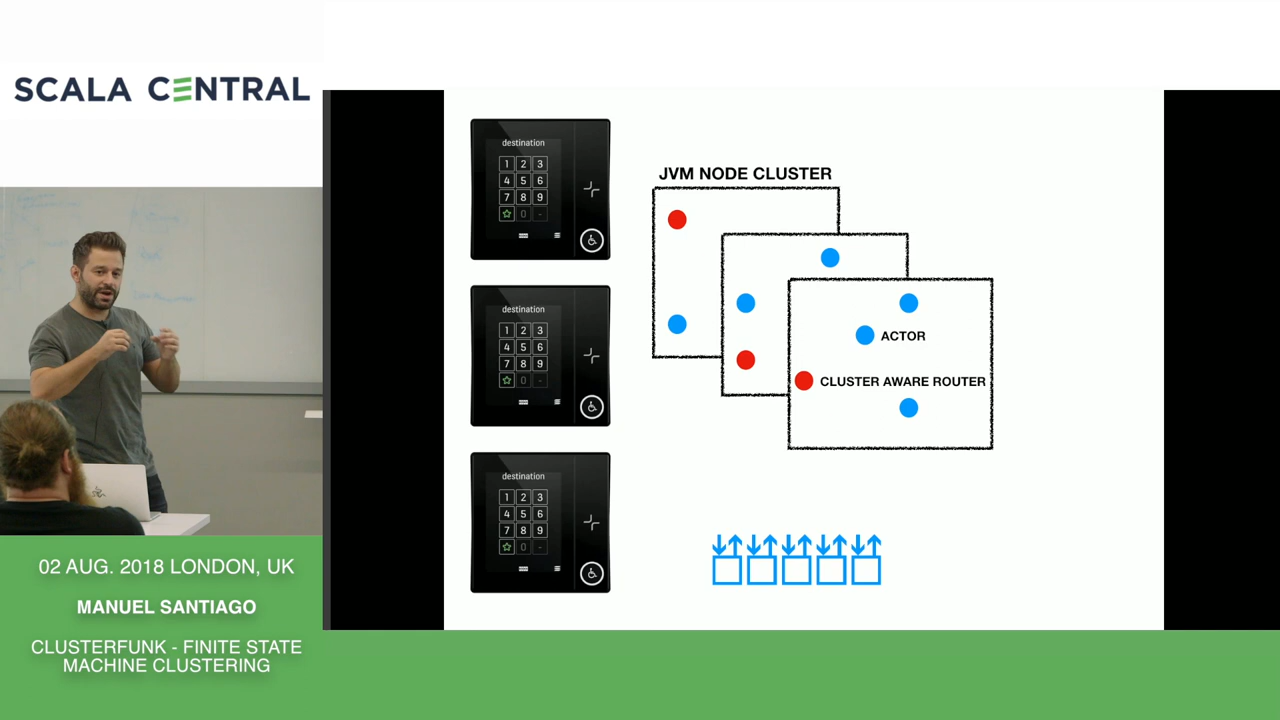 SCALA CENTRAL
02 AUG. 2018 LONDON, UK
MANUEL SANTIAGO
CLUSTERFUNK - FINITE STATE
MACHINE CLUSTERING
destination
1 2 3
4 5 6
7 8 9
0 -
destination
1 2 3
4 5 6
7 8 9
0 -
destination
1 2 3
4 5 6
7 8 9
0 -
JVM NODE CLUSTER
ACTOR
CLUSTER AWARE ROUTER